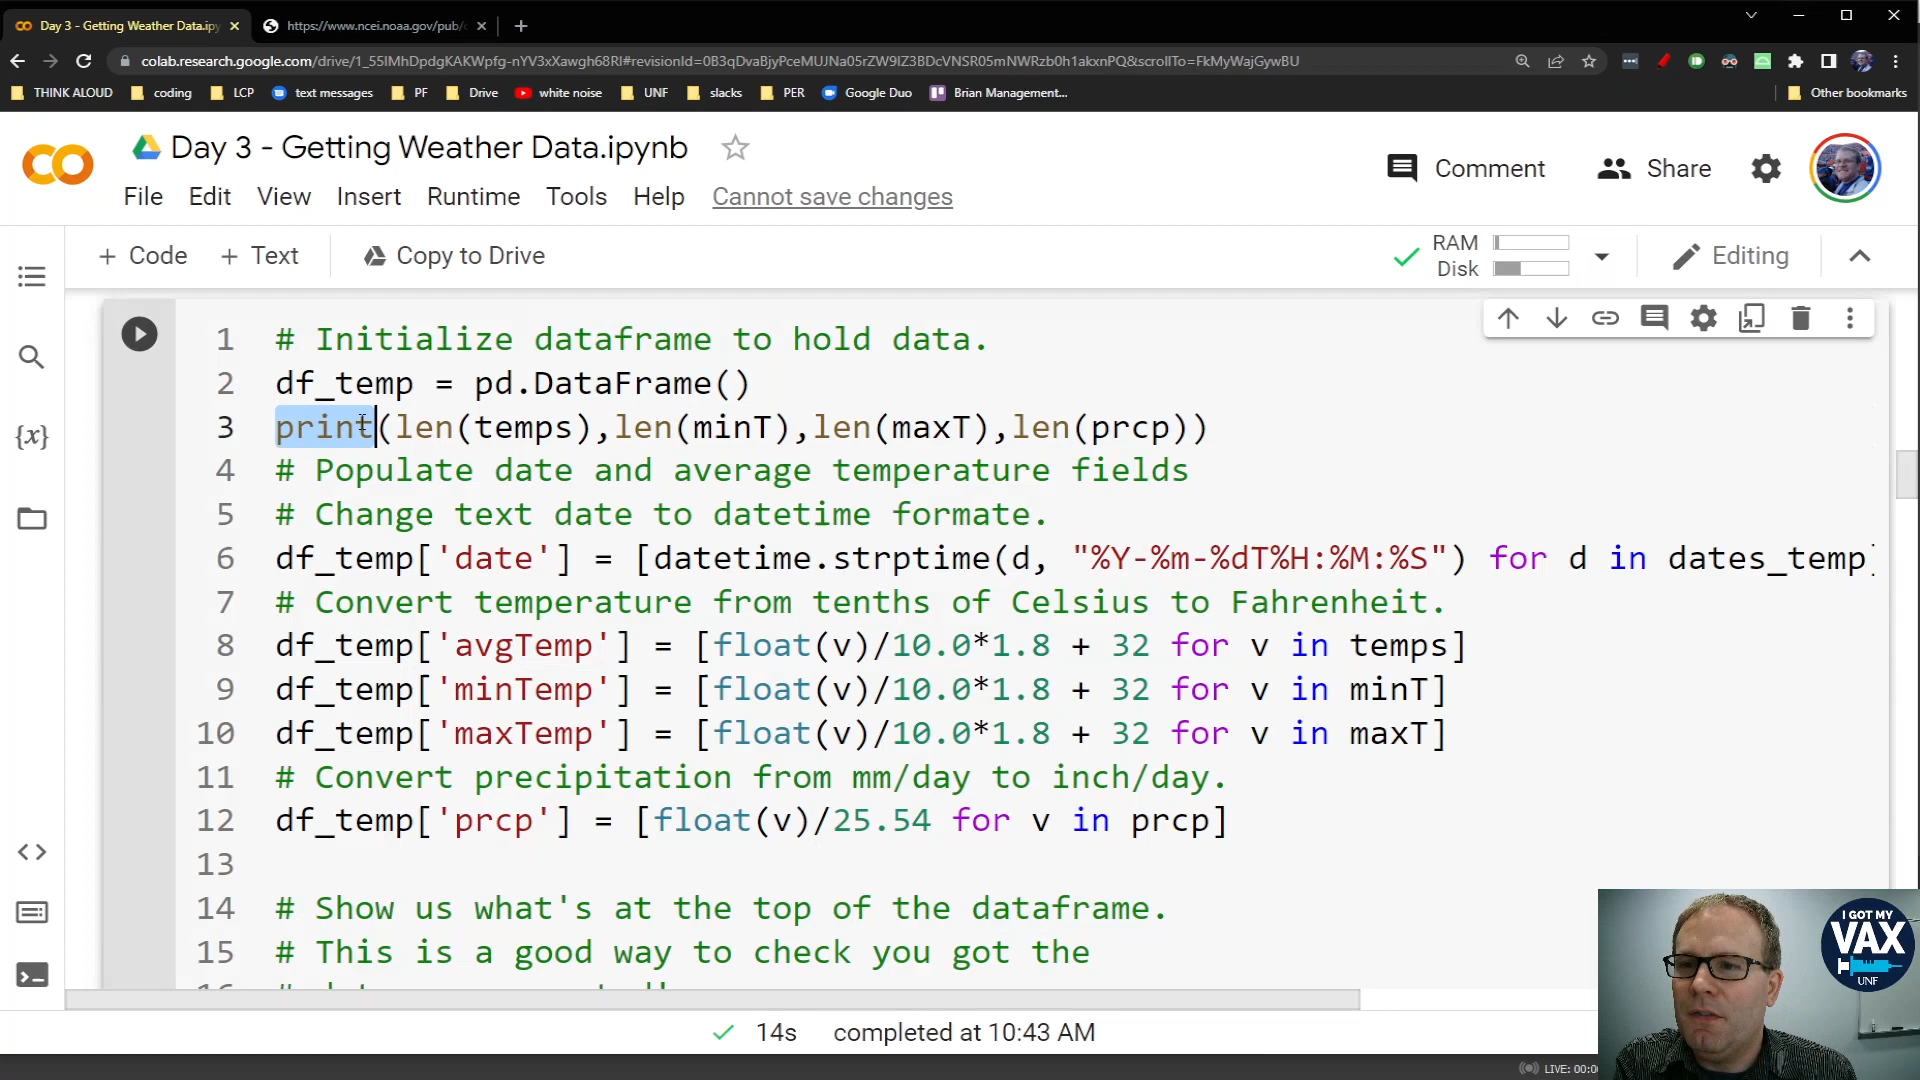 Day 3 - Getting Weather Data.ipy
https://www.ncei.noaa.gov/pub/
colab.research.google.com/drive/1_55lMhDpdgKAKWpfg-nYV3xXawgh68Rl#revisionId=0B3qDvaBjyPceMUJNa05rZW9IZ3BDcVNSR05mNWRzb0h1akxnPQ&scrollTo=FkMyWajGywBU
THINK ALOUD coding LCP text messages PF Drive white noise UNF slacks PER Google Duo Brian Management... Other bookmarks
Day 3 - Getting Weather Data.ipynb
Comment Share
File Edit View Insert Runtime Tools Help Cannot save changes
+ Code + Text Copy to Drive
RAM
Disk
Editing
1 # Initialize dataframe to hold data.
2 df_temp = pd.DataFrame()
3 print(len(temps),len(minT),len(maxT),len(prcp))
4 # Populate date and average temperature fields
5 # Change text date to datetime formate.
6 df_temp['date'] = [datetime.strptime(d, "%Y-%m-%dT%H:%M:%S") for d in dates_temp]
7 # Convert temperature from tenths of Celsius to Fahrenheit.
8 df_temp['avgTemp'] = [float(v)/10.0*1.8 + 32 for v in temps]
9 df_temp['minTemp'] = [float(v)/10.0*1.8 + 32 for v in minT]
10 df_temp['maxTemp'] = [float(v)/10.0*1.8 + 32 for v in maxT]
11 # Convert precipitation from mm/day to inch/day.
12 df_temp['prcp'] = [float(v)/25.54 for v in prcp]
13
14 # Show us what's at the top of the dataframe.
15 # This is a good way to check you got the
14s completed at 10:43 AM
I GOT MY
VAX
UNF
LIVE: 00:0